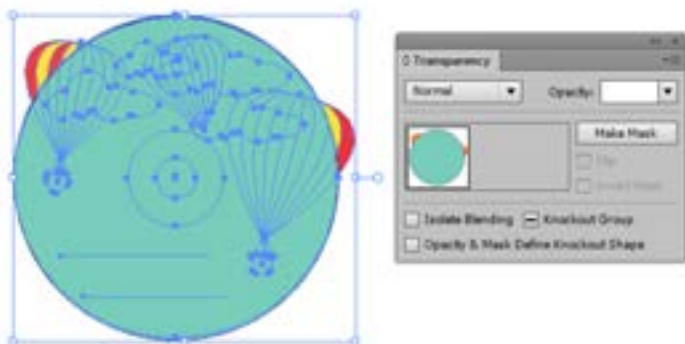 Transparency
Normal
Opacity:
Make Mask
Clip
Invert Mask
Isolate Blending
Knockout Group
Opacity & Mask Define Knockout Shape